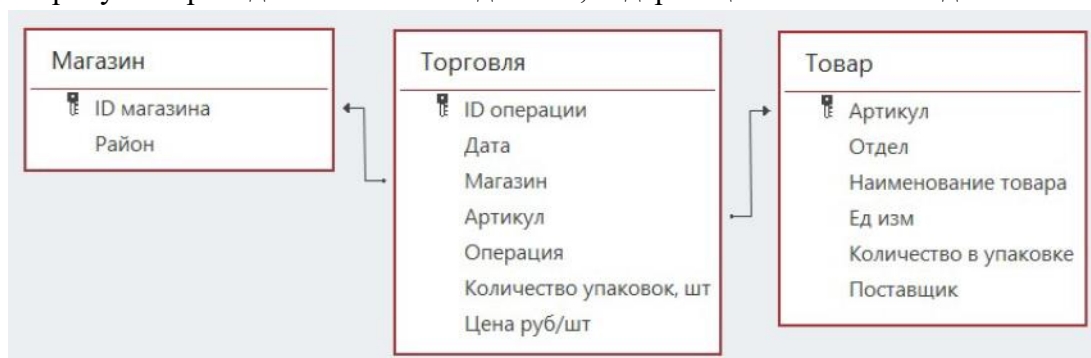 Магазин
ID магазина
Район
Торговля
ID операции
Дата
Магазин
Артикул
Операция
Количество упаковок, шт
Цена руб/шт
Товар
Артикул
Отдел
Наименование товара
Ед изм
Количество в упаковке
Поставщик